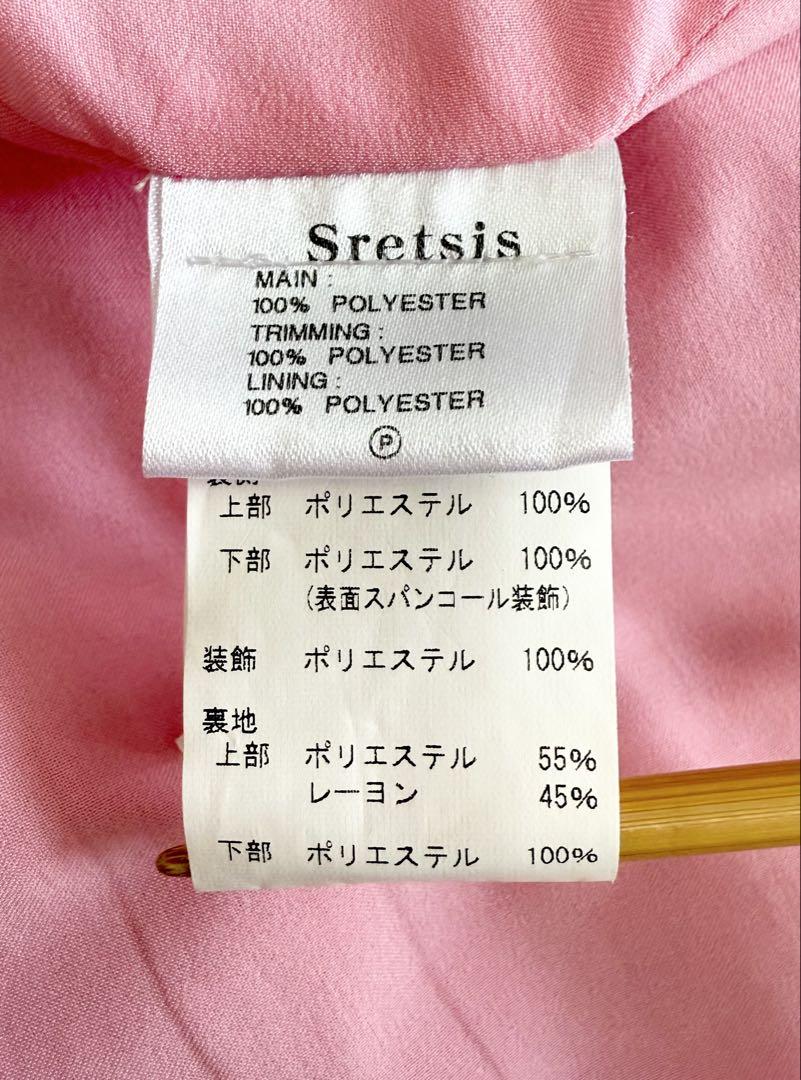 Sretsis
MAIN :
100% POLYESTER
TRIMMING :
100% POLYESTER
LINING :
100% POLYESTER
P
上部 ポリエステル 100%
下部 ポリエステル 100%
(表面スパンコール装飾)
装飾 ポリエステル 100%
裏地
上部 ポリエステル 55%
レーヨン 45%
下部 ポリエステル 100%